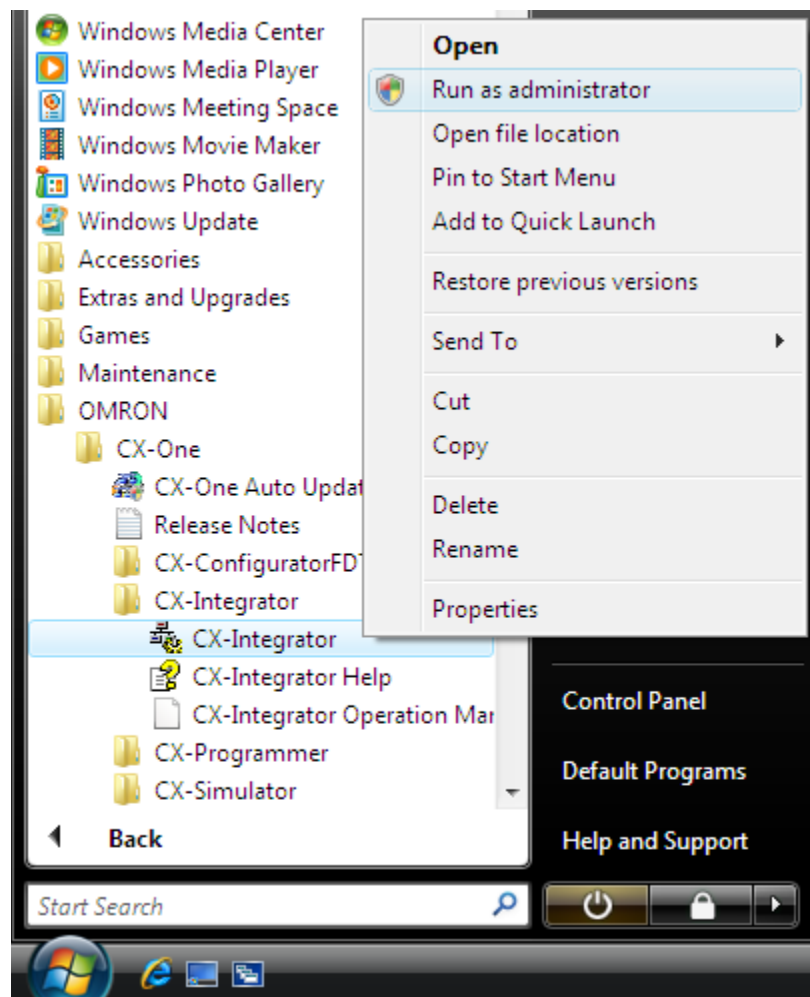 Windows Media Center
Windows Media Player
Windows Meeting Space
Windows Movie Maker
Windows Photo Gallery
Windows Update
Accessories
Extras and Upgrades
Games
Maintenance
OMRON
CX-One
CX-One Auto Updat
Release Notes
CX-ConfiguratorFDT
CX-Integrator
CX-Integrator
CX-Integrator Help
CX-Integrator Operation Mar
CX-Programmer
CX-Simulator
Back
Start Search
Open
Run as administrator
Open file location
Pin to Start Menu
Add to Quick Launch
Restore previous versions
Send To
Cut
Copy
Delete
Rename
Properties
Control Panel
Default Programs
Help and Support